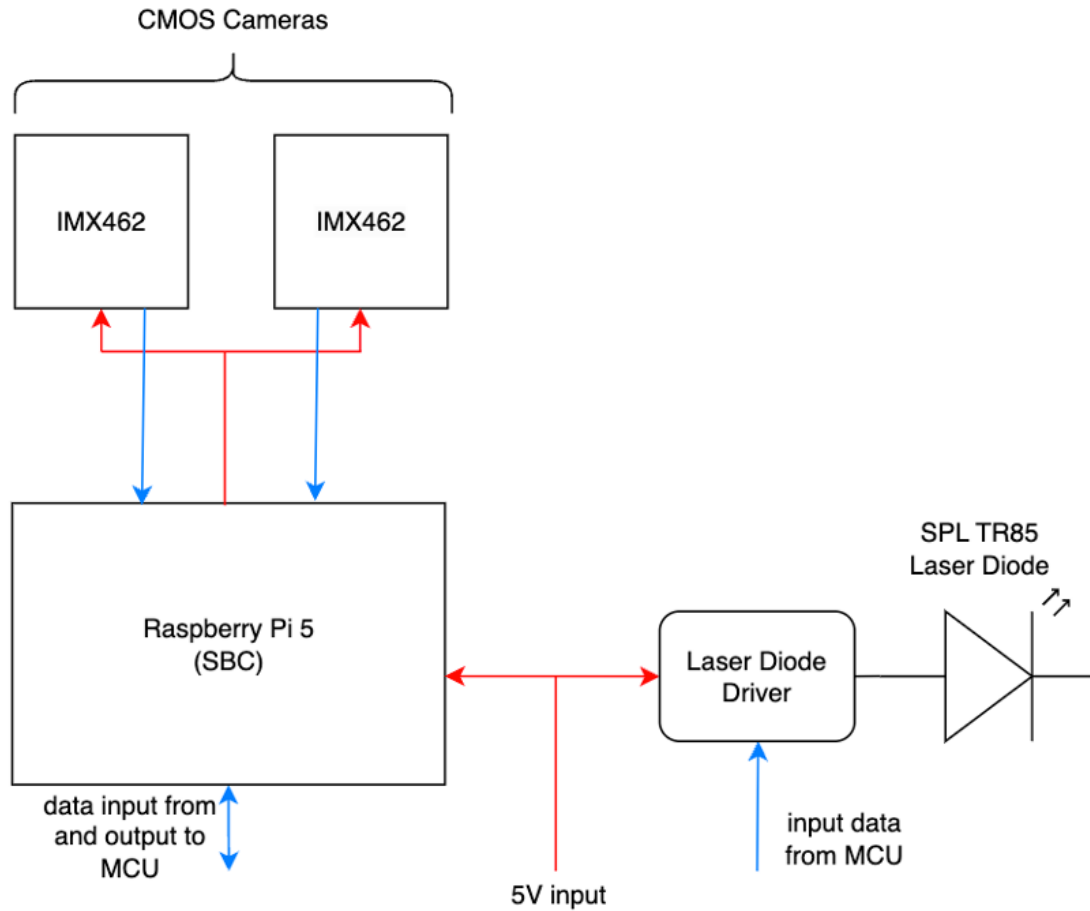 CMOS Cameras
IMX462
IMX462
SPL TR85
Laser Diode
Raspberry Pi 5
(SBC)
Laser Diode
Driver
data input from
and output to
MCU
input data
from MCU
5V input